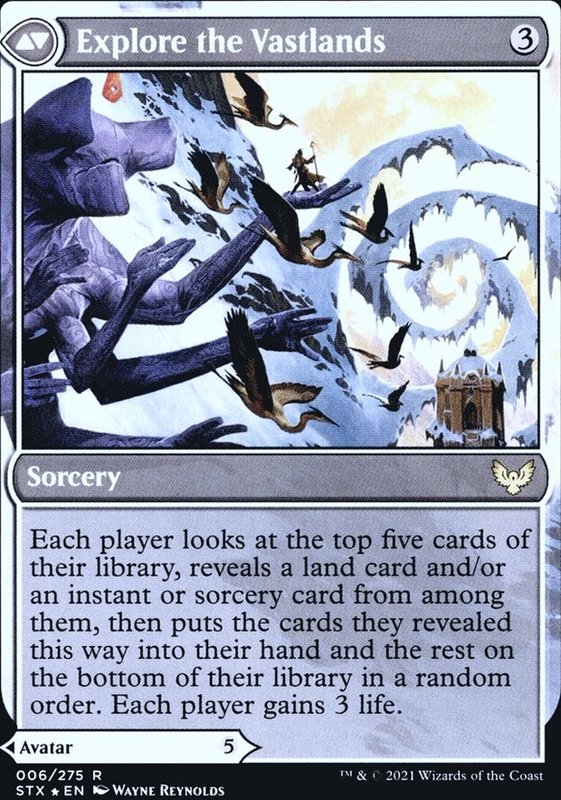 Explore the Vastlands 3
Sorcery
Each player looks at the top five cards of
their library, reveals a land card and/or
an instant or sorcery card from among
them, then puts the cards they revealed
this way into their hand and the rest on
the bottom of their library in a random
order. Each player gains 3 life.
Avatar 5
006/275 R
STX ★ EN Wayne Reynolds
™ & © 2021 Wizards of the Coast